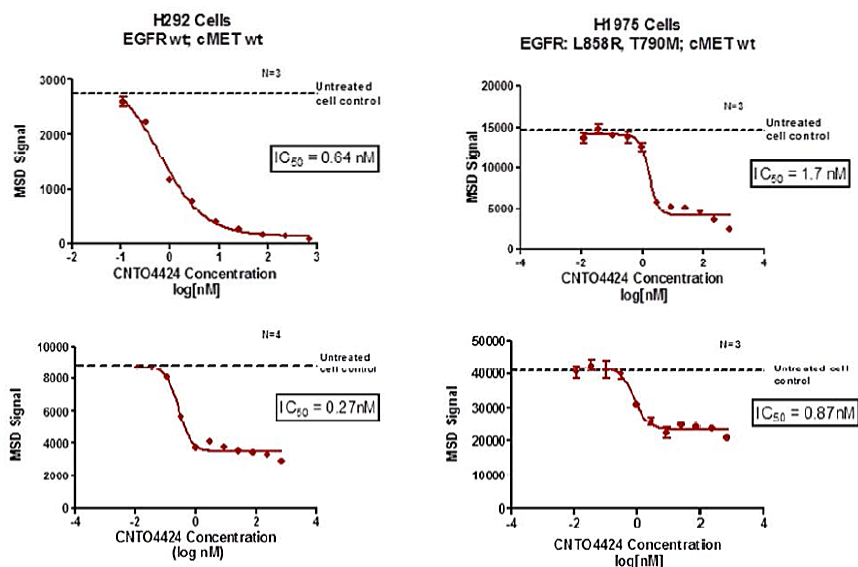 H292 Cells
EGFR wt; cMET wt
N=3
Untreated
cell control
3000
2000
1000
0
MSD Signal
IC50 = 0.64 nM
-2 -1 0 1 2 3
CNTO4424 Concentration
log[nM]
H1975 Cells
EGFR: L858R, T790M; cMET wt
N=3
Untreated
cell control
20000
15000
10000
5000
0
MSD Signal
IC50 = 1.7 nM
-4 -2 0 2 4
CNTO4424 Concentration
log[nM]
N=4
Untreated
cell control
10000
8000
6000
4000
2000
0
MSD Signal
IC50 = 0.27nM
-4 -2 0 2 4
CNTO4424 Concentration
(log nM)
N=3
Untreated cell
control
50000
40000
30000
20000
10000
0
MSD Signal
IC50 = 0.87nM
-4 -2 0 2 4
CNTO4424 Concentration
log[nM]